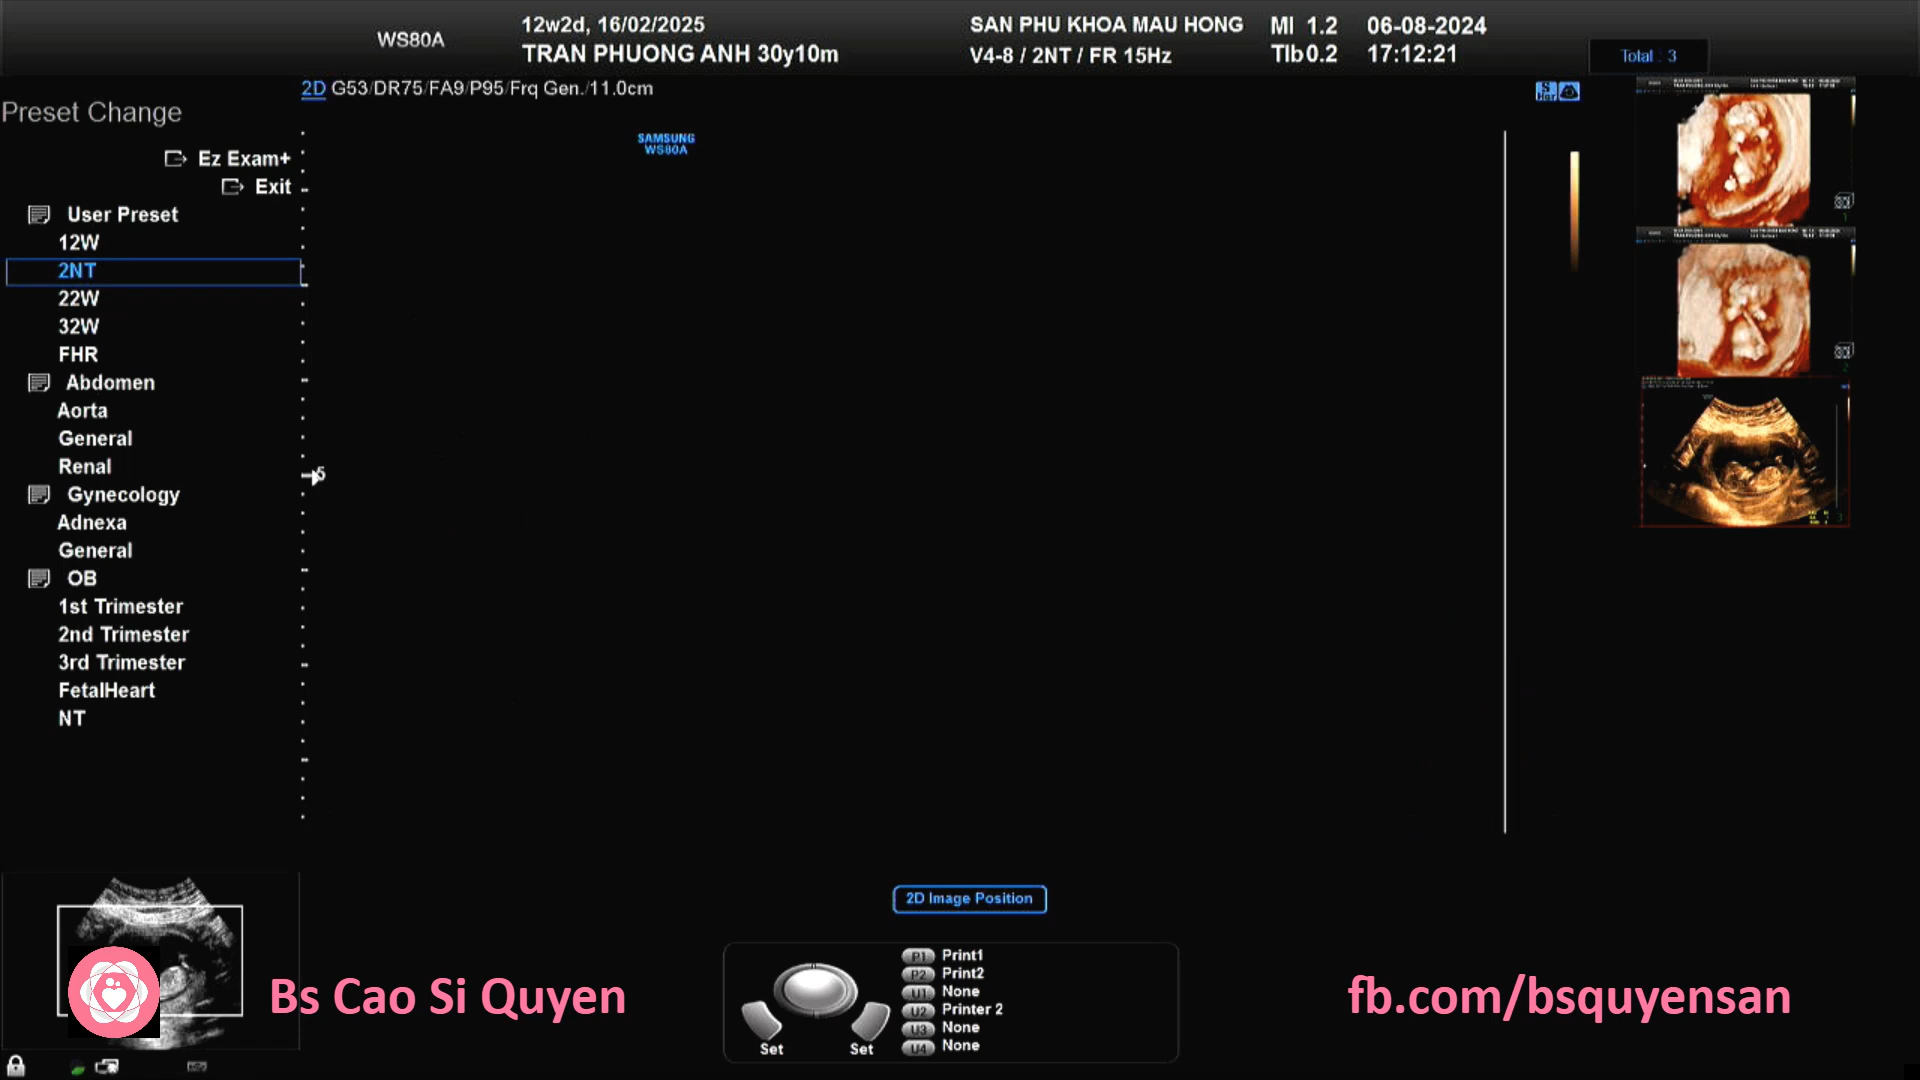 WS80A
12w2d, 16/02/2025
TRAN PHUONG ANH 30y10m
SAN PHU KHOA MAU HONG
V4-8 / 2NT / FR 15Hz
MI 1.2
TIb0.2
06-08-2024
17:12:21
Total : 3
2D G53/DR75/FA9/P95/Frq Gen./11.0cm
Preset Change
Ez Exam+
Exit
User Preset
12W
2NT
22W
32W
FHR
Abdomen
Aorta
General
Renal
Gynecology
Adnexa
General
OB
1st Trimester
2nd Trimester
3rd Trimester
FetalHeart
NT
SAMSUNG
WS80A
5
1
2
3
2D Image Position
P1 Print1
P2 Print2
U1 None
U2 Printer 2
U3 None
U4 None
Set
Set
Bs Cao Si Quyen
fb.com/bsquyensan